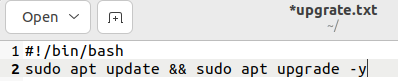 Open
*upgrate.txt
~/
1 #!/bin/bash
2 sudo apt update && sudo apt upgrade -y